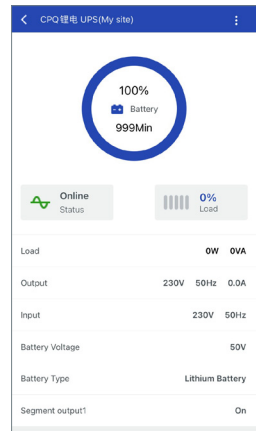 CPQ锂电 UPS(My site)
100%
Battery
999Min
Online
Status
0%
Load
Load 0W 0VA
Output 230V 50Hz 0.0A
Input 230V 50Hz
Battery Voltage 50V
Battery Type Lithium Battery
Segment output1 On